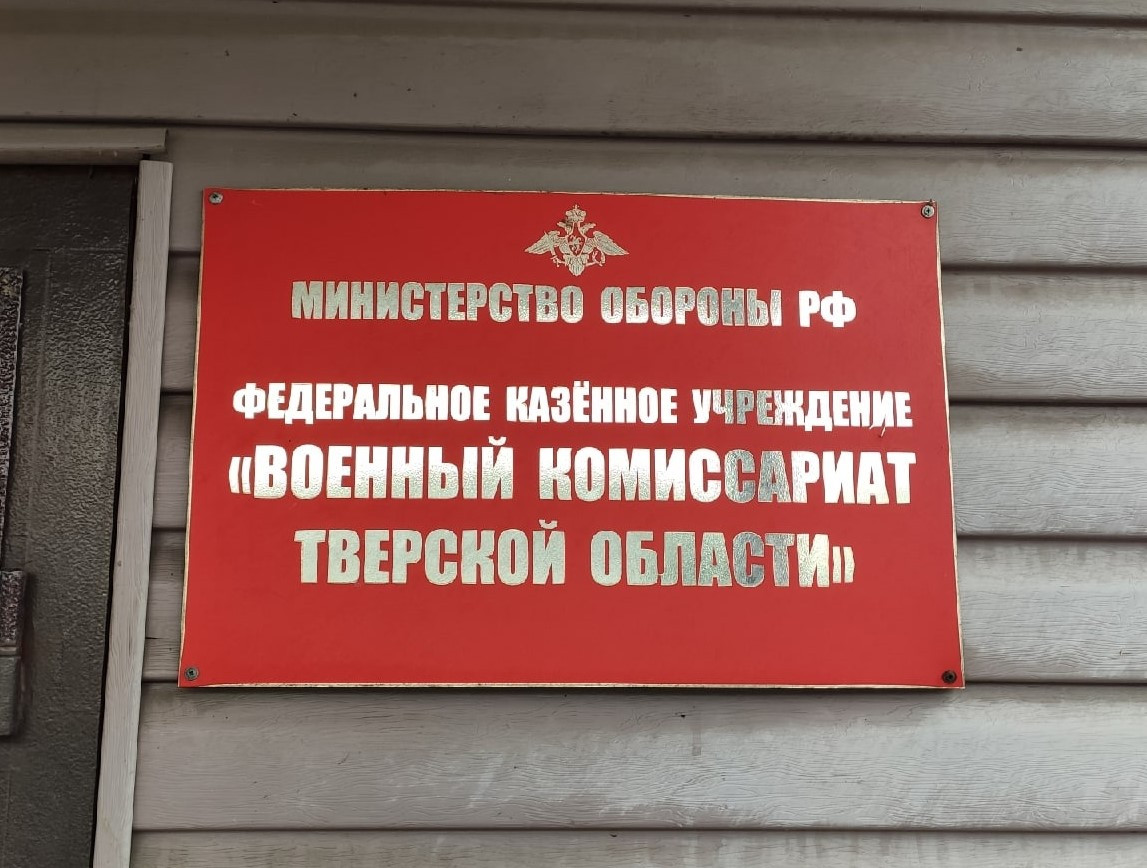 МИНИСТЕРСТВО ОБОРОНЫ РФ
ФЕДЕРАЛЬНОЕ КАЗЁННОЕ УЧРЕЖДЕНИЕ
«ВОЕННЫЙ КОМИССАРИАТ
ТВЕРСКОЙ ОБЛАСТИ»